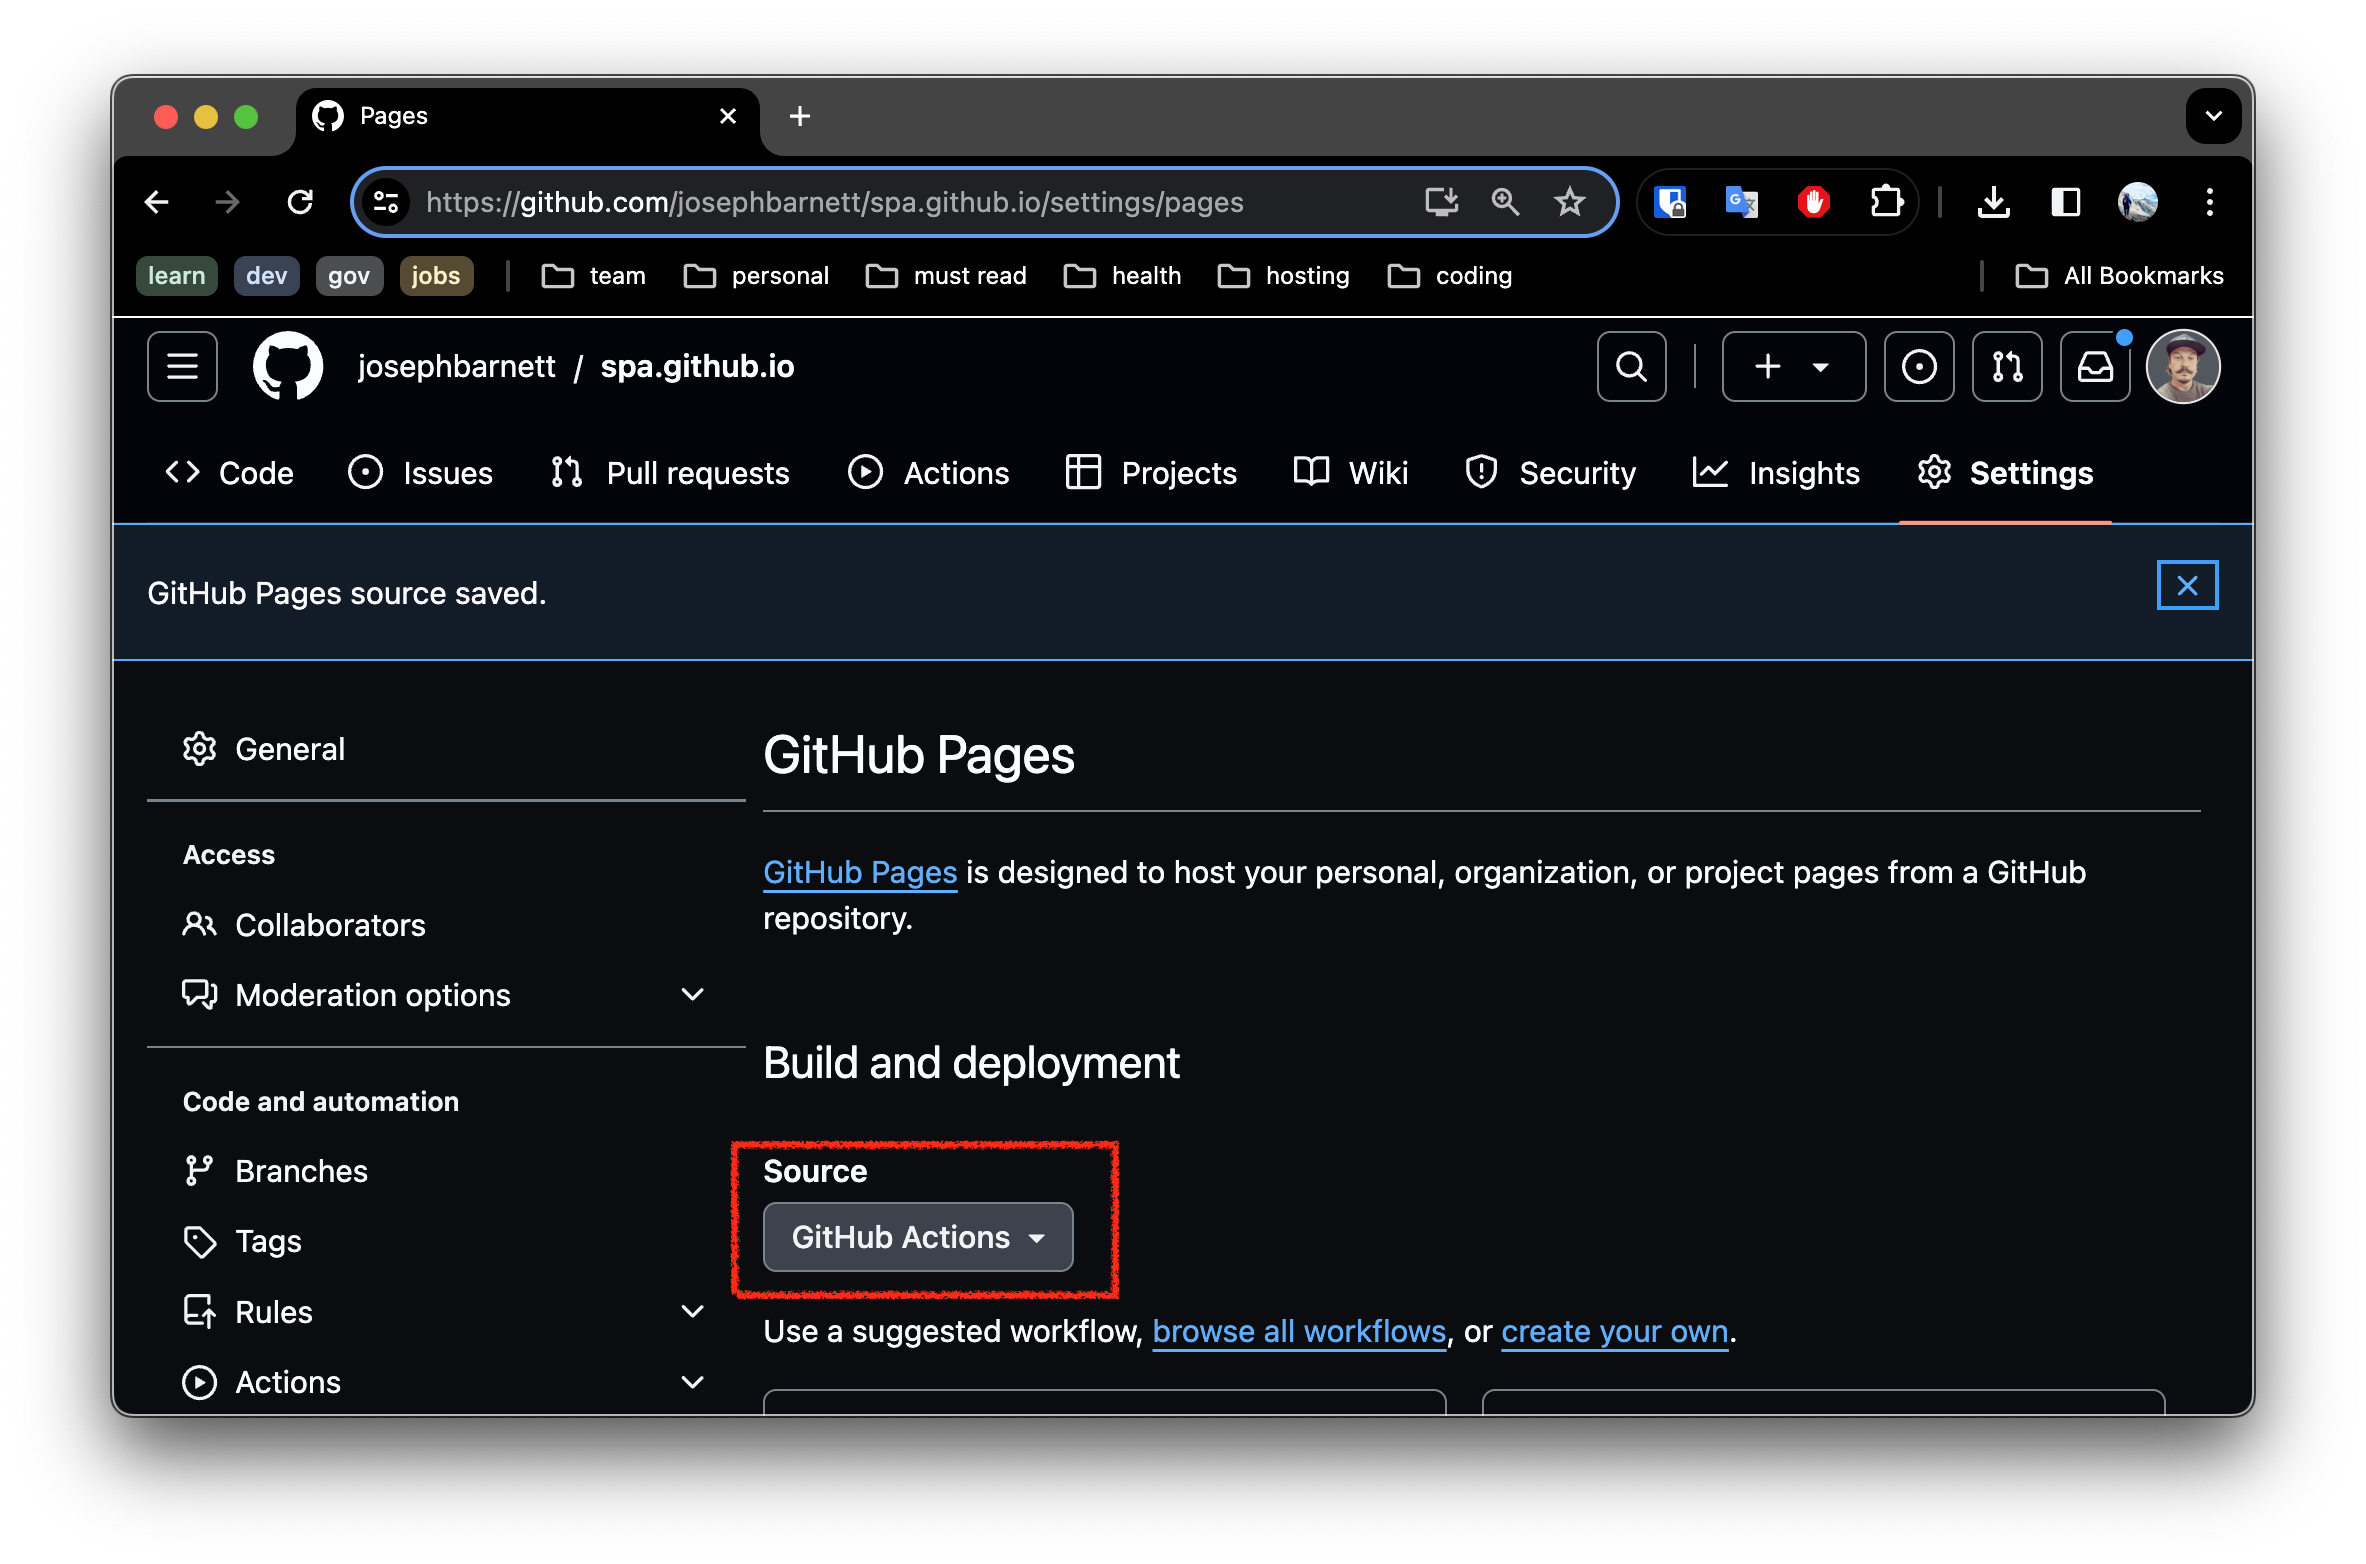 Pages
https://github.com/josephbarnett/spa.github.io/settings/pages
learn dev gov jobs team personal must read health hosting coding All Bookmarks
josephbarnett / spa.github.io
Code Issues Pull requests Actions Projects Wiki Security Insights Settings
GitHub Pages source saved.
General
Access
Collaborators
Moderation options
Code and automation
Branches
Tags
Rules
Actions
GitHub Pages
GitHub Pages is designed to host your personal, organization, or project pages from a GitHub
repository.
Build and deployment
Source
GitHub Actions
Use a suggested workflow, browse all workflows, or create your own.